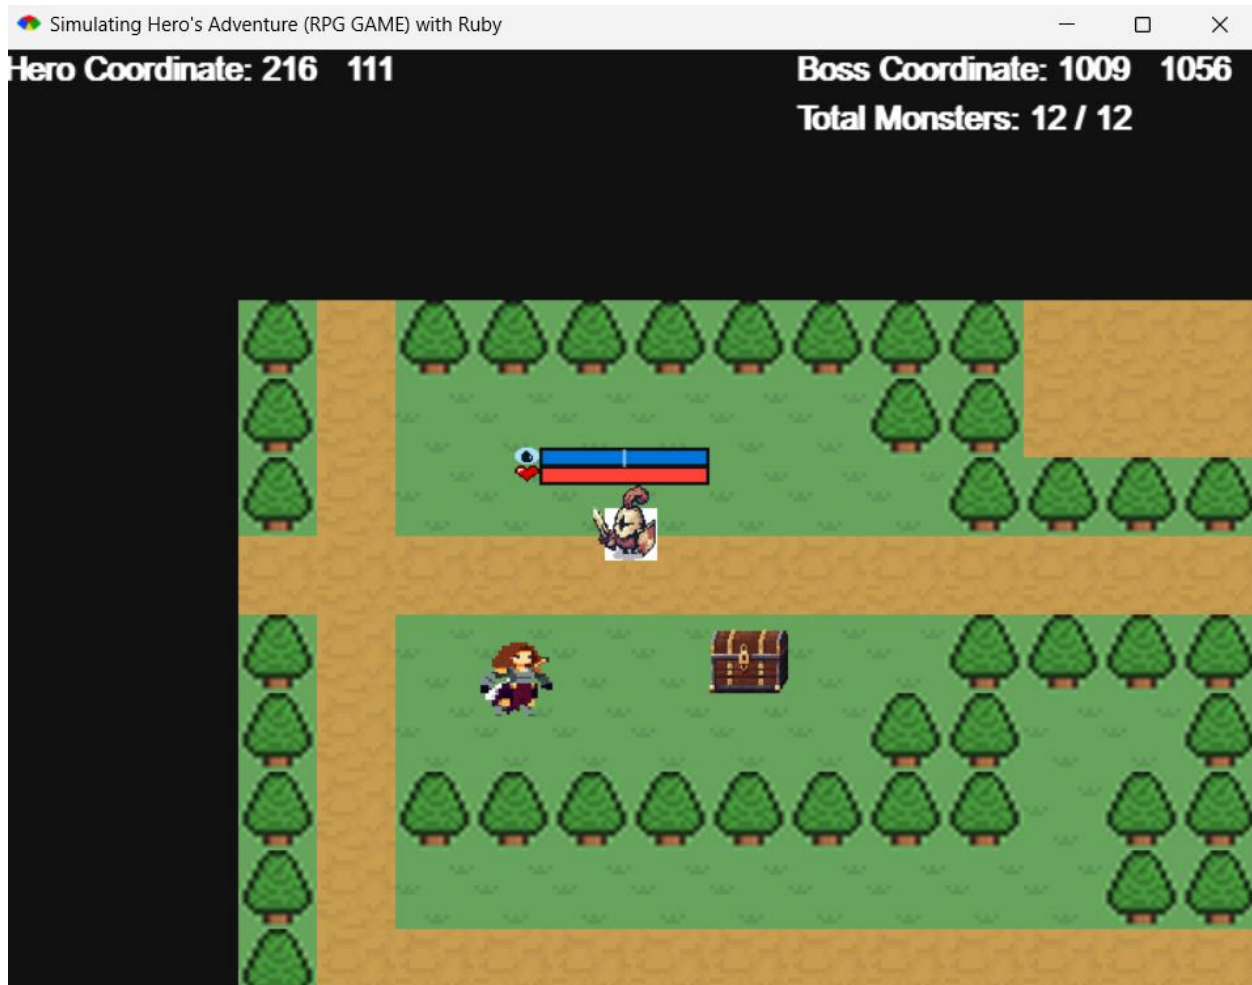 Simulating Hero's Adventure (RPG GAME) with Ruby
Hero Coordinate: 216 111
Boss Coordinate: 1009 1056
Total Monsters: 12 / 12